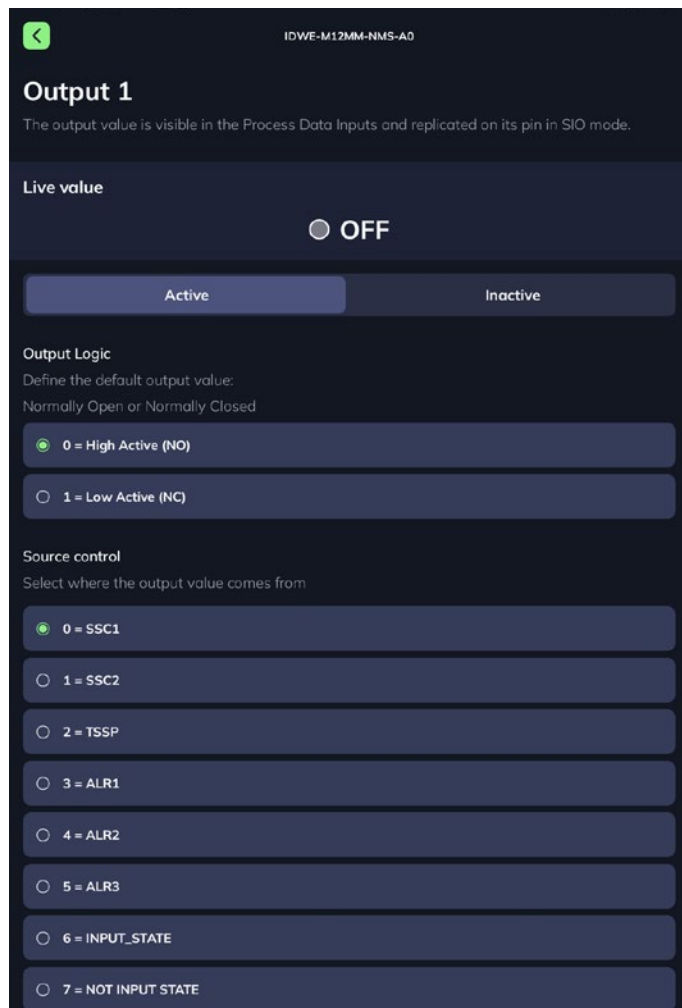 IDWE-M12MM-NMS-A0
Output 1
The output value is visible in the Process Data Inputs and replicated on its pin in SIO mode.
Live value
OFF
Active Inactive
Output Logic
Define the default output value:
Normally Open or Normally Closed
0 = High Active (NO)
1 = Low Active (NC)
Source control
Select where the output value comes from
0 = SSC1
1 = SSC2
2 = TSSP
3 = ALR1
4 = ALR2
5 = ALR3
6 = INPUT_STATE
7 = NOT INPUT STATE